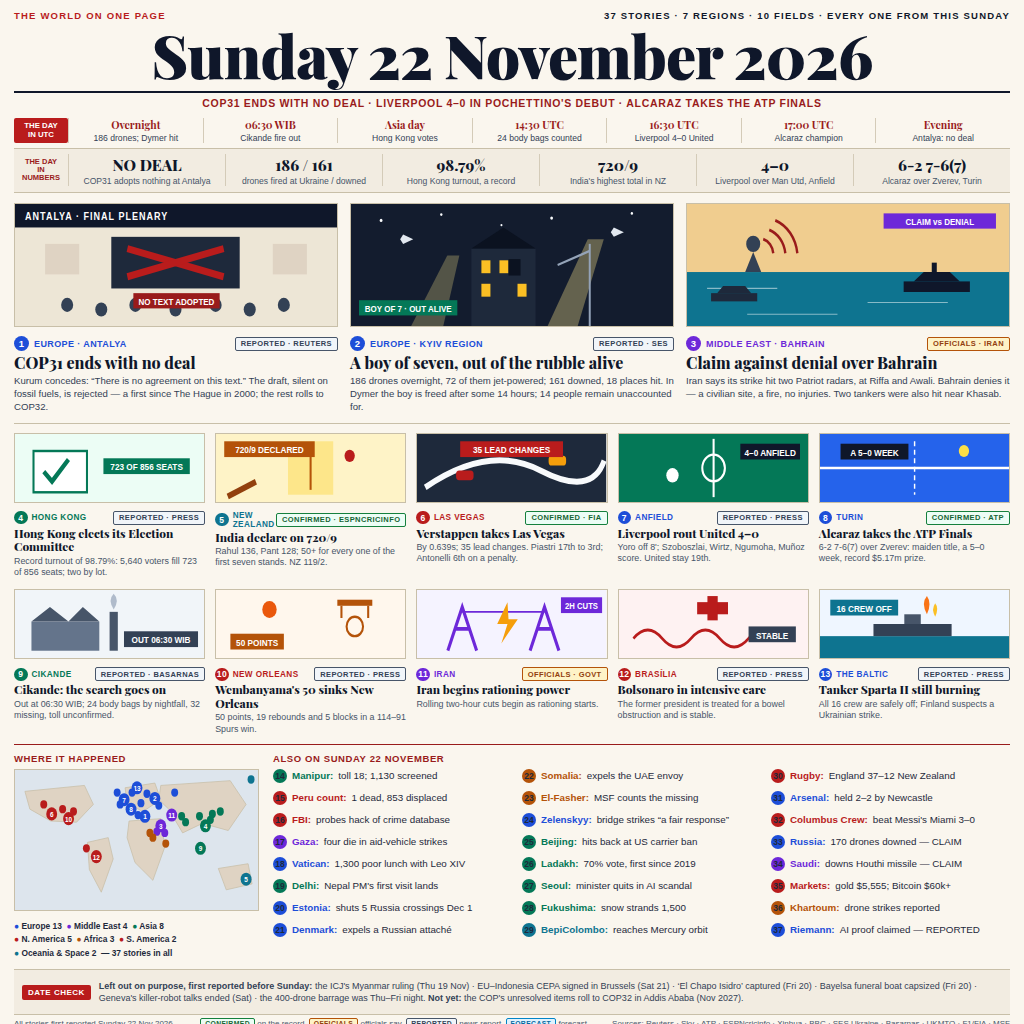 THE WORLD ON ONE PAGE
37 STORIES · 7 REGIONS · 10 FIELDS · EVERY ONE FROM THIS SUNDAY
Sunday 22 November 2026
COP31 ENDS WITH NO DEAL · LIVERPOOL 4–0 IN POCHETTINO'S DEBUT · ALCARAZ TAKES THE ATP FINALS
THE DAY
IN UTC
Overnight
186 drones; Dymer hit
06:30 WIB
Cikande fire out
Asia day
Hong Kong votes
14:30 UTC
24 body bags counted
16:30 UTC
Liverpool 4–0 United
17:00 UTC
Alcaraz champion
Evening
Antalya: no deal
THE DAY
IN
NUMBERS
NO DEAL
COP31 adopts nothing at Antalya
186 / 161
drones fired at Ukraine / downed
98.79%
Hong Kong turnout, a record
720/9
India's highest total in NZ
4–0
Liverpool over Man Utd, Anfield
6-2 7-6(7)
Alcaraz over Zverev, Turin
ANTALYA · FINAL PLENARY
NO TEXT ADOPTED
1 EUROPE · ANTALYA
REPORTED · REUTERS
COP31 ends with no deal
Kurum concedes: “There is no agreement on this text.” The draft, silent on
fossil fuels, is rejected — a first since The Hague in 2000; the rest rolls to
COP32.
BOY OF 7 · OUT ALIVE
2 EUROPE · KYIV REGION
REPORTED · SES
A boy of seven, out of the rubble alive
186 drones overnight, 72 of them jet-powered; 161 downed, 18 places hit. In
Dymer the boy is freed after some 14 hours; 14 people remain unaccounted
for.
CLAIM vs DENIAL
3 MIDDLE EAST · BAHRAIN
OFFICIALS · IRAN
Claim against denial over Bahrain
Iran says its strike hit two Patriot radars, at Riffa and Awali. Bahrain denies it
— a civilian site, a fire, no injuries. Two tankers were also hit near Khasab.
723 OF 856 SEATS
4 HONG KONG
REPORTED · PRESS
Hong Kong elects its Election
Committee
Record turnout of 98.79%: 5,640 voters fill 723
of 856 seats; two by lot.
720/9 DECLARED
5 NEW
ZEALAND
CONFIRMED · ESPNCRICINFO
India declare on 720/9
Rahul 136, Pant 128; 50+ for every one of the
first seven stands. NZ 119/2.
35 LEAD CHANGES
6 LAS VEGAS
CONFIRMED · FIA
Verstappen takes Las Vegas
By 0.639s; 35 lead changes. Piastri 17th to 3rd;
Antonelli 6th on a penalty.
4–0 ANFIELD
7 ANFIELD
REPORTED · PRESS
Liverpool rout United 4–0
Yoro off 8'; Szoboszlai, Wirtz, Ngumoha, Muñoz
score. United stay 19th.
A 5–0 WEEK
8 TURIN
CONFIRMED · ATP
Alcaraz takes the ATP Finals
6-2 7-6(7) over Zverev: maiden title, a 5–0
week, record $5.17m prize.
OUT 06:30 WIB
9 CIKANDE
REPORTED · BASARNAS
Cikande: the search goes on
Out at 06:30 WIB; 24 body bags by nightfall, 32
missing, toll unconfirmed.
50 POINTS
10 NEW ORLEANS
REPORTED · PRESS
Wembanyama's 50 sinks New
Orleans
50 points, 19 rebounds and 5 blocks in a 114–91
Spurs win.
2H CUTS
11 IRAN
OFFICIALS · GOVT
Iran begins rationing power
Rolling two-hour cuts begin as rationing starts.
STABLE
12 BRASÍLIA
REPORTED · PRESS
Bolsonaro in intensive care
The former president is treated for a bowel
obstruction and is stable.
16 CREW OFF
13 THE BALTIC
REPORTED · PRESS
Tanker Sparta II still burning
All 16 crew are safely off; Finland suspects a
Ukrainian strike.
WHERE IT HAPPENED
6
10
12
7
13
2
8
1
3
11
4
9
5
● Europe 13 ● Middle East 4 ● Asia 8
● N. America 5 ● Africa 3 ● S. America 2
● Oceania & Space 2 — 37 stories in all
ALSO ON SUNDAY 22 NOVEMBER
14 Manipur: toll 18; 1,130 screened
15 Peru count: 1 dead, 853 displaced
16 FBI: probes hack of crime database
17 Gaza: four die in aid-vehicle strikes
18 Vatican: 1,300 poor lunch with Leo XIV
19 Delhi: Nepal PM's first visit lands
20 Estonia: shuts 5 Russia crossings Dec 1
21 Denmark: expels a Russian attaché
22 Somalia: expels the UAE envoy
23 El-Fasher: MSF counts the missing
24 Zelenskyy: bridge strikes “a fair response”
25 Beijing: hits back at US carrier ban
26 Ladakh: 70% vote, first since 2019
27 Seoul: minister quits in AI scandal
28 Fukushima: snow strands 1,500
29 BepiColombo: reaches Mercury orbit
30 Rugby: England 37–12 New Zealand
31 Arsenal: held 2–2 by Newcastle
32 Columbus Crew: beat Messi's Miami 3–0
33 Russia: 170 drones downed — CLAIM
34 Saudi: downs Houthi missile — CLAIM
35 Markets: gold $5,555; Bitcoin $60k+
36 Khartoum: drone strikes reported
37 Riemann: AI proof claimed — REPORTED
DATE CHECK
Left out on purpose, first reported before Sunday: the ICJ's Myanmar ruling (Thu 19 Nov) · EU–Indonesia CEPA signed in Brussels (Sat 21) · ‘El Chapo Isidro’ captured (Fri 20) · Bayelsa funeral boat capsized (Fri 20) ·
Geneva's killer-robot talks ended (Sat) · the 400-drone barrage was Thu–Fri night. Not yet: the COP's unresolved items roll to COP32 in Addis Ababa (Nov 2027).
All stories first reported Sunday 22 Nov 2026
CONFIRMED on the record OFFICIALS officials say REPORTED news report FORECAST forecast
Sources: Reuters · Sky · ATP · ESPNcricinfo · Xinhua · BBC · SES Ukraine · Basarnas · UKMTO · FIA